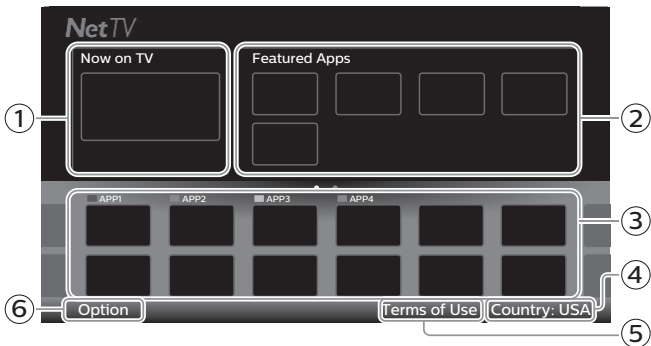 NetTV
Now on TV
Featured Apps
1
2
APP1 APP2 APP3 APP4
3
4
6
Option
Terms of Use
Country: USA
5